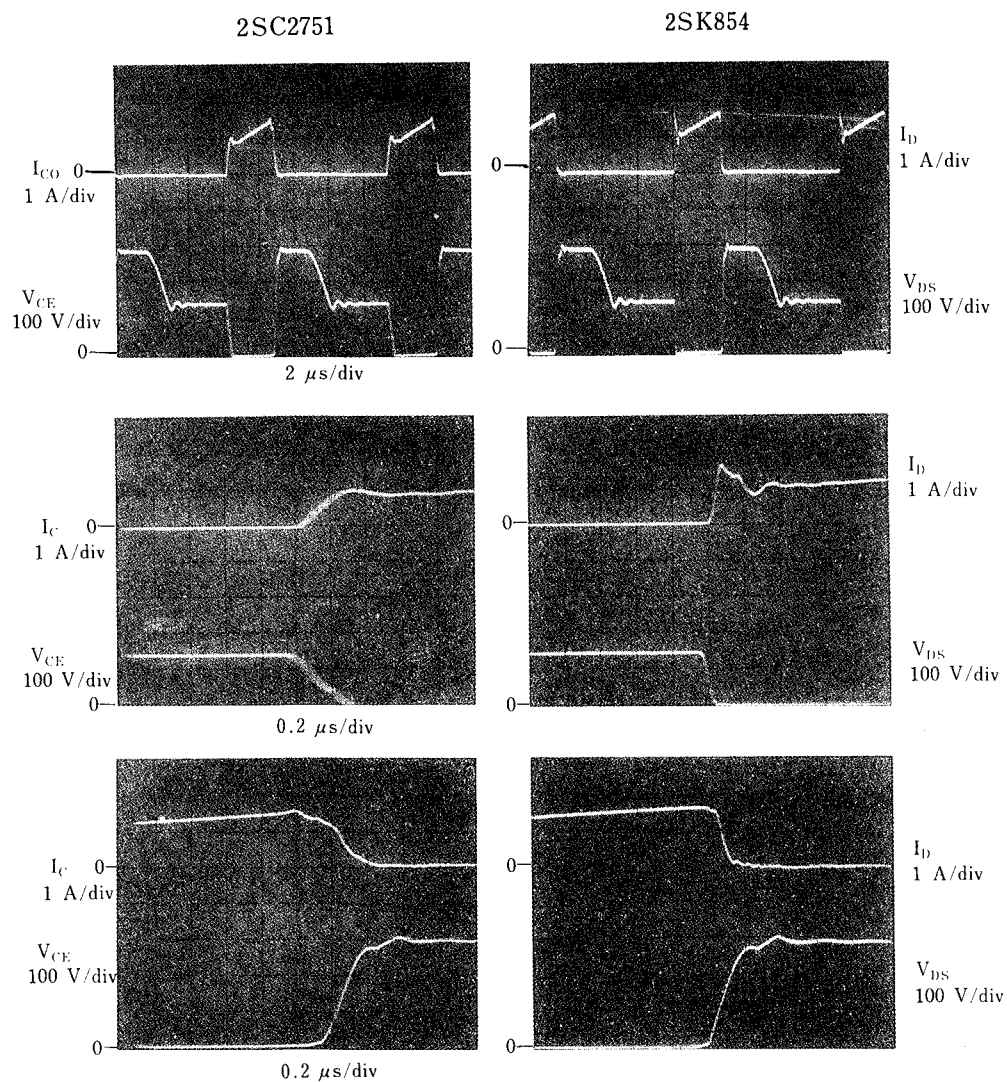 2SC2751
2SK854
I_CO 0
1 A/div
V_CE
100 V/div
0
2 μs/div
0
I_D
1 A/div
V_DS
100 V/div
0
I_C 0
1 A/div
V_CE
100 V/div
0
0.2 μs/div
0
I_D
1 A/div
V_DS
100 V/div
0
I_C 0
1 A/div
V_CE
100 V/div
0
0.2 μs/div
0
I_D
1 A/div
V_DS
100 V/div
0